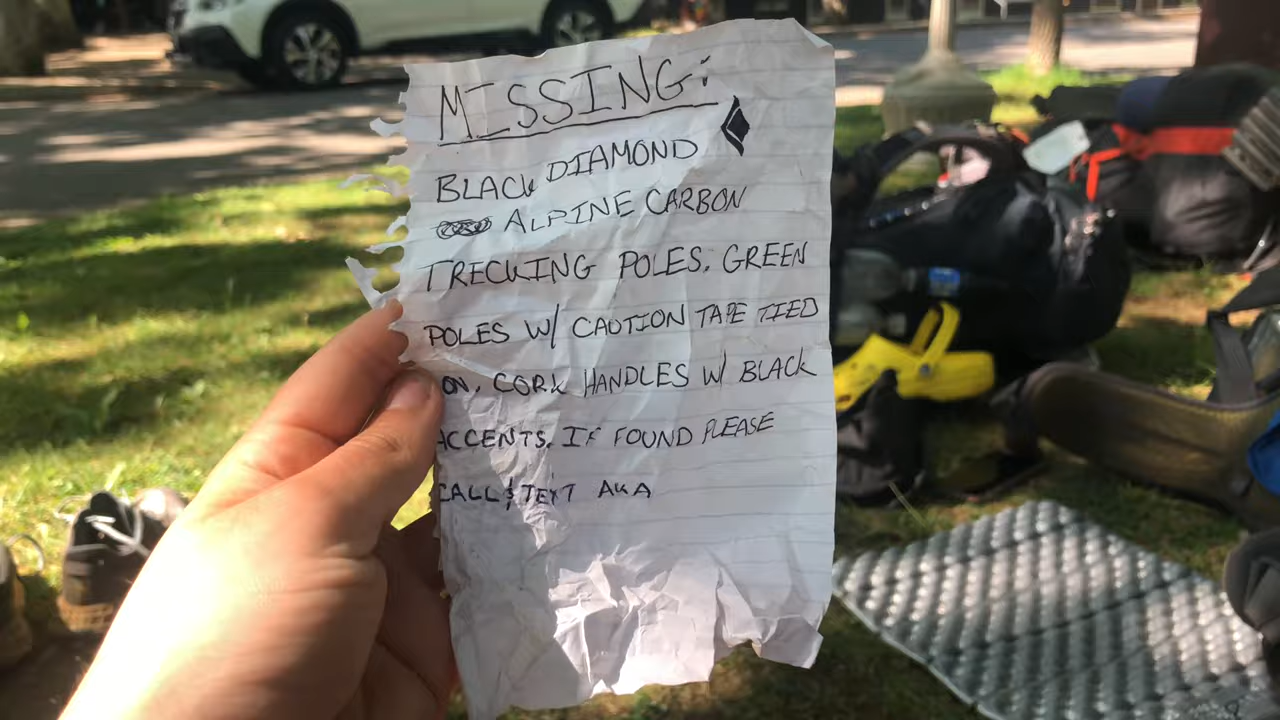 MISSING:
BLACK DIAMOND
ALPINE CARBON
TRECKING POLES. GREEN
POLES W/ CAUTION TAPE TIED
ON. CORK HANDLES W/ BLACK
ACCENTS. IF FOUND PLEASE
CALL & TEXT AKA